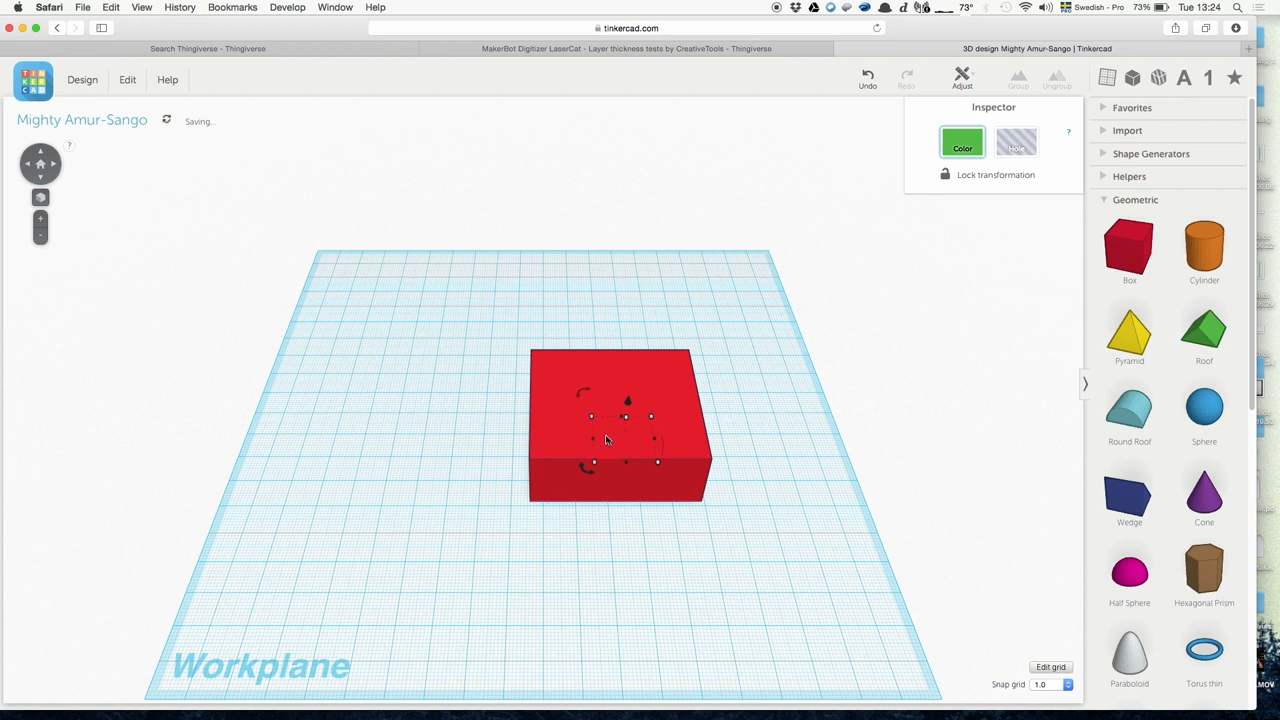 Safari File Edit View History Bookmarks Develop Window Help 73° Swedish - Pro 73% Tue 13:24
tinkercad.com
Search Thingiverse - Thingiverse MakerBot Digitizer LaserCat - Layer thickness tests by CreativeTools - Thingiverse 3D design Mighty Amur-Sango | Tinkercad
TIN
KER
CAD
Design Edit Help
Undo Redo Adjust Group Ungroup
Mighty Amur-Sango Saving...
?
Inspector
Color Hole ?
Lock transformation
Favorites
Import
Shape Generators
Helpers
Geometric
Box Cylinder
Pyramid Roof
Round Roof Sphere
Wedge Cone
Half Sphere Hexagonal Prism
Paraboloid Torus thin
Workplane
Edit grid
Snap grid 1.0
.MOV